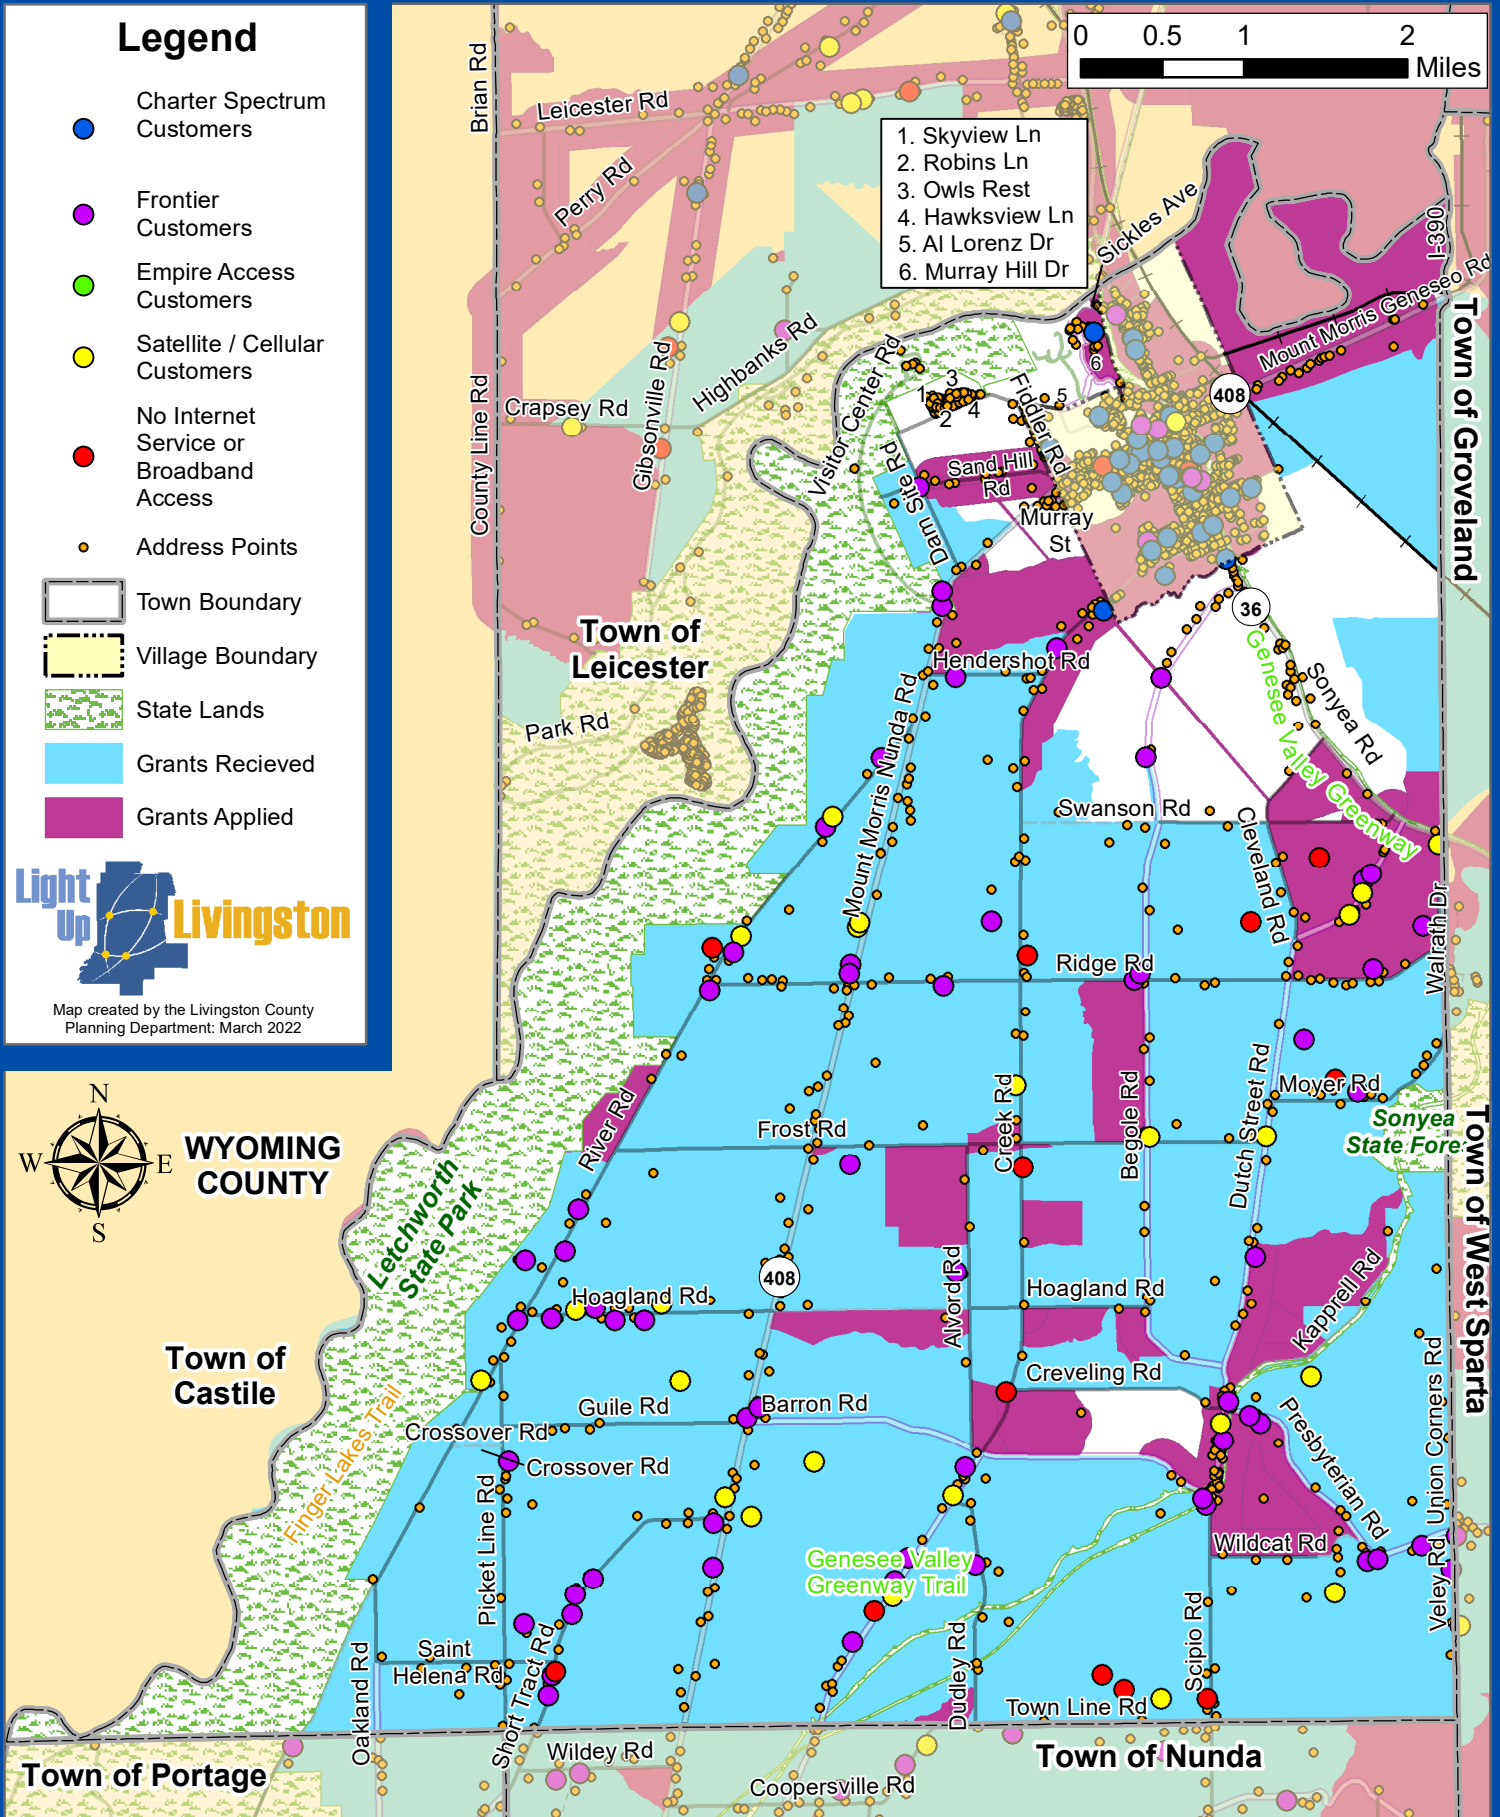 Legend
Charter Spectrum
Customers
Frontier
Customers
Empire Access
Customers
Satellite / Cellular
Customers
No Internet
Service or
Broadband
Access
Address Points
Town Boundary
Village Boundary
State Lands
Grants Recieved
Grants Applied
Light
Up
Livingston
Map created by the Livingston County
Planning Department: March 2022
N
W
E
S
0
0.5
1
2
Miles
1. Skyview Ln
2. Robins Ln
3. Owls Rest
4. Hawksview Ln
5. Al Lorenz Dr
6. Murray Hill Dr
Brian Rd
Leicester Rd
Perry Rd
Sickles Ave
I-390
Mount Morris Geneseo Rd
Town of Groveland
408
County Line Rd
Crapsey Rd
Gibsonville Rd
Highbanks Rd
Visitor Center Rd
1
2
3
4
5
6
Fiddler Rd
Sand Hill
Rd
Dam Site Rd
Murray
St
36
Town of
Leicester
Park Rd
Hendershot Rd
Genesee Valley Greenway
Sonyea Rd
Mount Morris Nunda Rd
Swanson Rd
Cleveland Rd
Walrath Dr
Ridge Rd
WYOMING
COUNTY
River Rd
Frost Rd
Creek Rd
Begole Rd
Dutch Street Rd
Moyer Rd
Sonyea
State Fores
Town of West Sparta
Letchworth
State Park
408
Hoagland Rd
Alvord Rd
Hoagland Rd
Kapprell Rd
Town of
Castile
Finger Lakes Trail
Creveling Rd
Guile Rd
Barron Rd
Crossover Rd
Crossover Rd
Presbyterian Rd
Union Corners Rd
Picket Line Rd
Wildcat Rd
Genesee Valley
Greenway Trail
Veley Rd
Oakland Rd
Saint
Helena Rd
Short Tract Rd
Dudley Rd
Scipio Rd
Town Line Rd
Town of Portage
Wildey Rd
Coopersville Rd
Town of Nunda